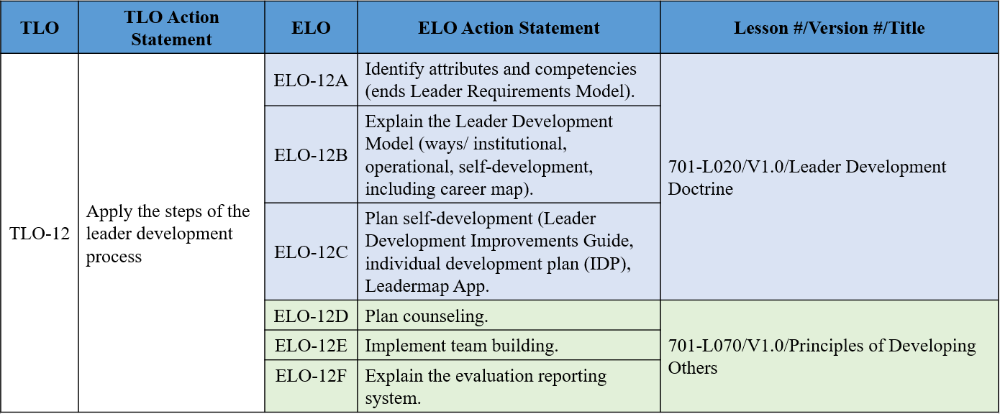 TLO
TLO Action
Statement
ELO
ELO Action Statement
Lesson #/Version #/Title
TLO-12
Apply the steps of the
leader development
process
ELO-12A
Identify attributes and competencies
(ends Leader Requirements Model).
ELO-12B
Explain the Leader Development
Model (ways/ institutional,
operational, self-development,
including career map).
ELO-12C
Plan self-development (Leader
Development Improvements Guide,
individual development plan (IDP),
Leadermap App.
701-L020/V1.0/Leader Development
Doctrine
ELO-12D
Plan counseling.
ELO-12E
Implement team building.
ELO-12F
Explain the evaluation reporting
system.
701-L070/V1.0/Principles of Developing
Others